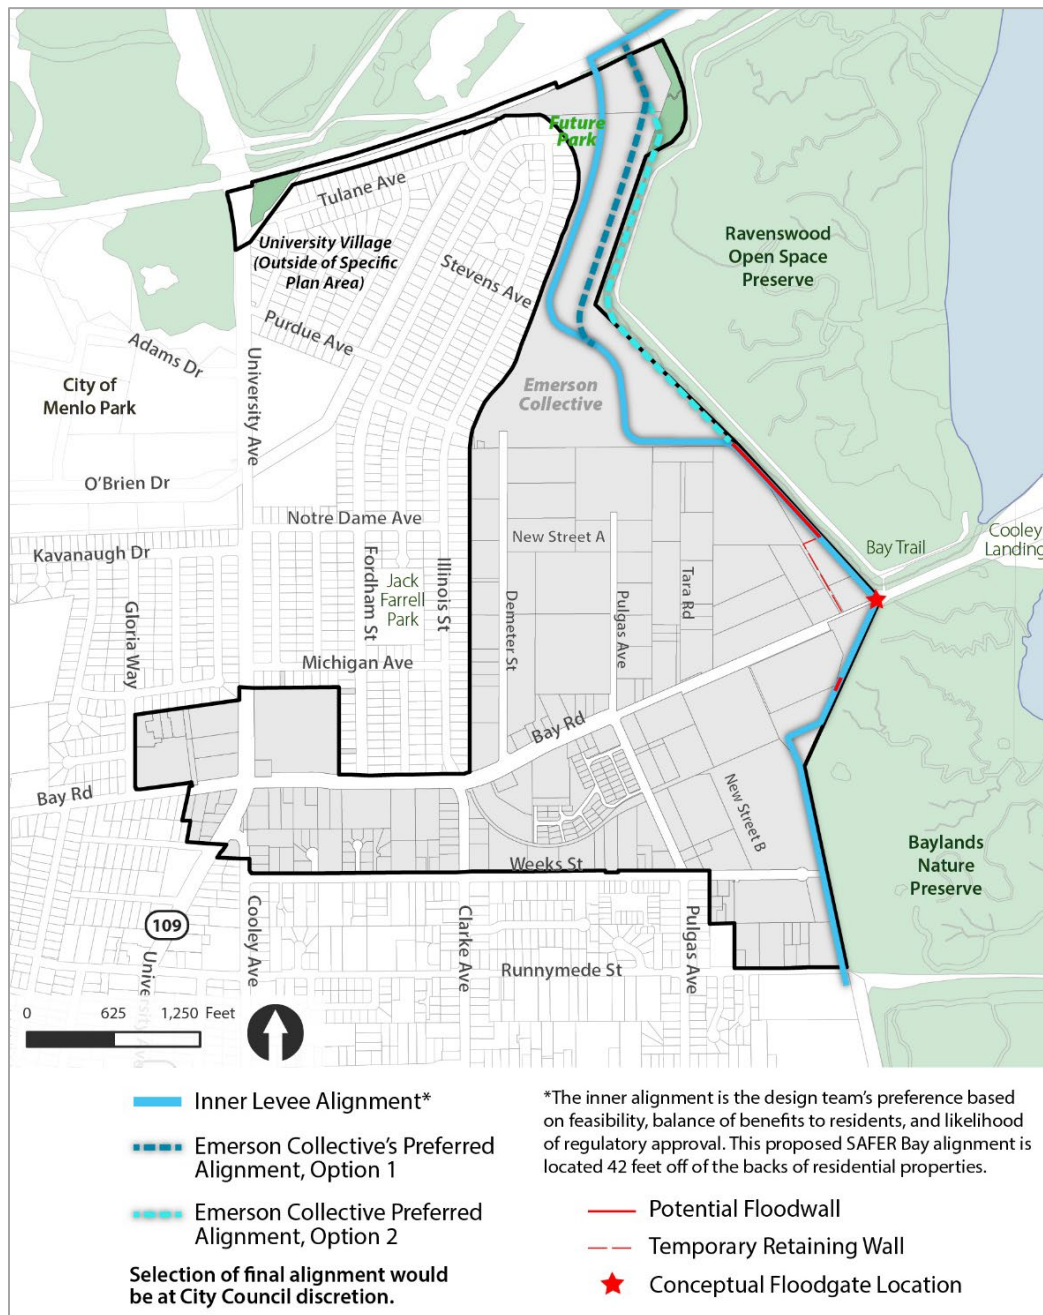 Future
Park
Tulane Ave
University Village
(Outside of Specific
Plan Area)
Stevens Ave
Ravenswood
Open Space
Preserve
Purdue Ave
Adams Dr
University Ave
City of
Menlo Park
Emerson
Collective
O'Brien Dr
Notre Dame Ave
New Street A
Kavanaugh Dr
Bay Trail
Cooley
Landing
Gloria Way
Fordham St
Jack
Farrell
Park
Illinois St
Demeter St
Pulgas Ave
Tara Rd
Michigan Ave
Bay Rd
Bay Rd
New Street B
Weeks St
Baylands
Nature
Preserve
109
Cooley Ave
Clarke Ave
Pulgas Ave
University Ave
Runnymede St
0 625 1,250 Feet
Inner Levee Alignment*
Emerson Collective's Preferred
Alignment, Option 1
Emerson Collective Preferred
Alignment, Option 2
Selection of final alignment would
be at City Council discretion.
*The inner alignment is the design team's preference based
on feasibility, balance of benefits to residents, and likelihood
of regulatory approval. This proposed SAFER Bay alignment is
located 42 feet off of the backs of residential properties.
Potential Floodwall
Temporary Retaining Wall
Conceptual Floodgate Location